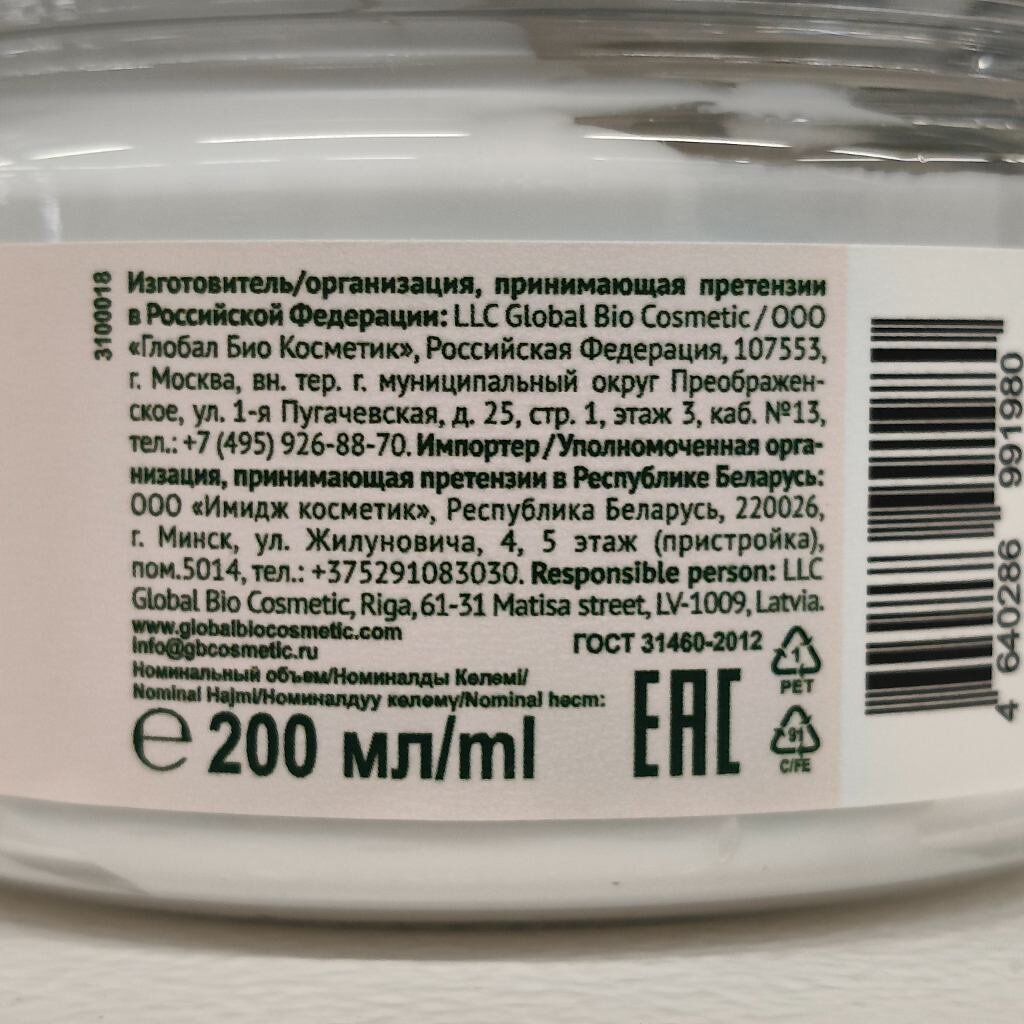 3100018
Изготовитель/организация, принимающая претензии
в Российской Федерации: LLC Global Bio Cosmetic / ООО
«Глобал Био Косметик», Российская Федерация, 107553,
г. Москва, вн. тер. г. муниципальный округ Преображен-
ское, ул. 1-я Пугачевская, д. 25, стр. 1, этаж 3, каб. №13,
тел.: +7 (495) 926-88-70. Импортер/Уполномоченная орга-
низация, принимающая претензии в Республике Беларусь:
ООО «Имидж косметик», Республика Беларусь, 220026,
г. Минск, ул. Жилуновича, 4, 5 этаж (пристройка),
пом.5014, тел.: +375291083030. Responsible person: LLC
Global Bio Cosmetic, Riga, 61-31 Matisa street, LV-1009, Latvia.
www.globalbiocosmetic.com
info@gbcosmetic.ru
ГОСТ 31460-2012
Номинальный объем/Номиналды Көлемі/
Nominal Hajmi/Номиналдуу көлөму/Nominal həcm:
℮ 200 мл/ml
EAC
1
PET
91
C/FE
4 640286 991980